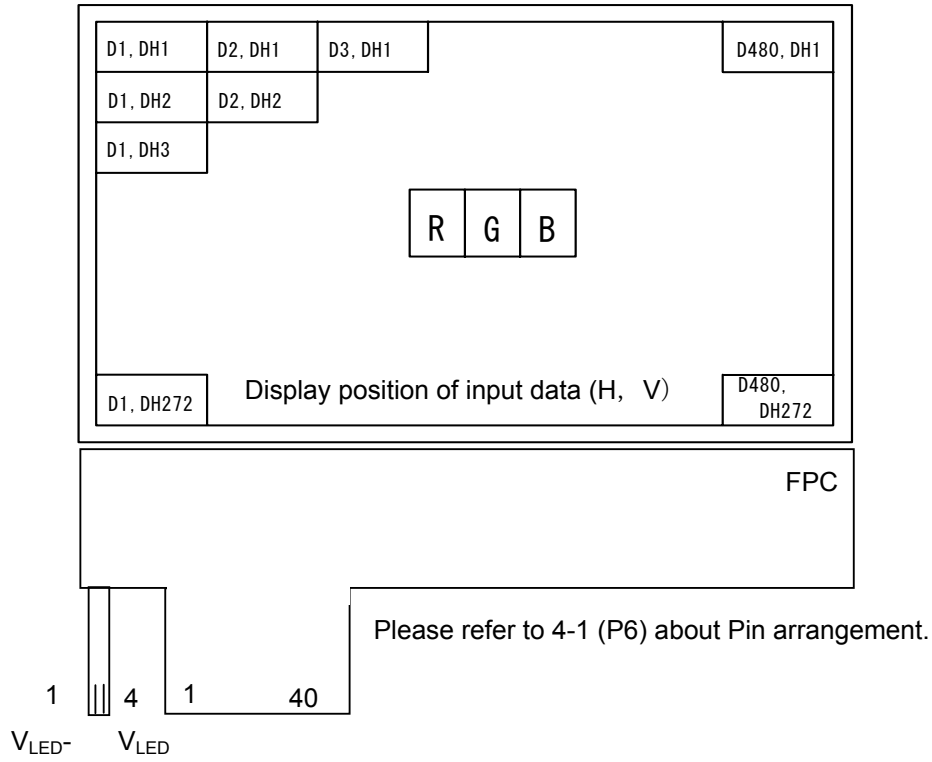 D1, DH1 D2, DH1 D3, DH1 D480, DH1
D1, DH2 D2, DH2
D1, DH3
R G B
D1, DH272 Display position of input data (H, V) D480,
DH272
FPC
Please refer to 4-1 (P6) about Pin arrangement.
1 4 1 40
VLED- VLED